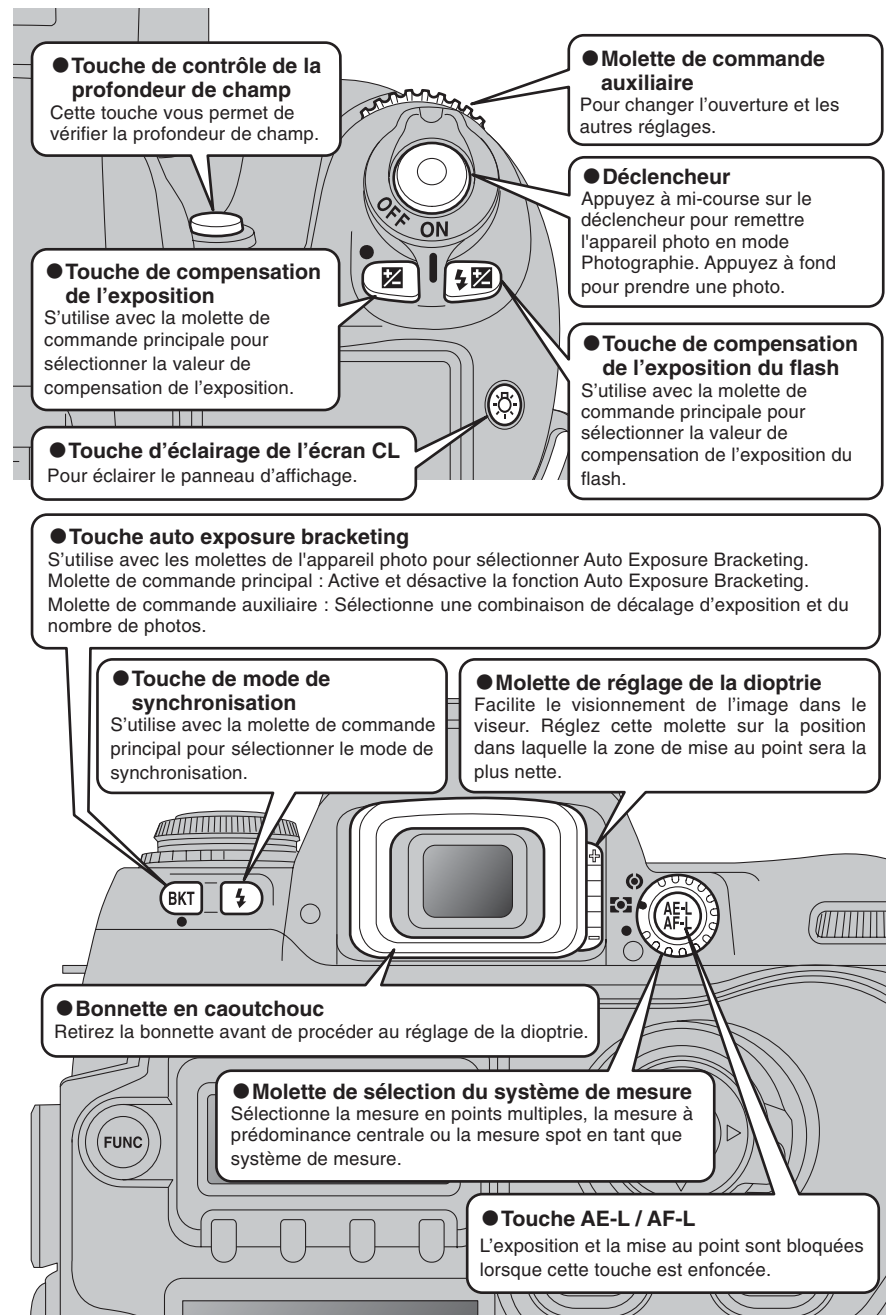 ●Touche de contrôle de la
profondeur de champ
Cette touche vous permet de
vérifier la profondeur de champ.
●Molette de commande
auxiliaire
Pour changer l’ouverture et les
autres réglages.
●Déclencheur
Appuyez à mi-course sur le
déclencheur pour remettre
l'appareil photo en mode
Photographie. Appuyez à fond
pour prendre une photo.
OFF ON
●Touche de compensation
de l’exposition
S’utilise avec la molette de
commande principale pour
sélectionner la valeur de
compensation de l’exposition.
●Touche de compensation
de l’exposition du flash
S’utilise avec la molette de
commande principale pour
sélectionner la valeur de
compensation de l’exposition du
flash.
●Touche d’éclairage de l’écran CL
Pour éclairer le panneau d’affichage.
●Touche auto exposure bracketing
S’utilise avec les molettes de l'appareil photo pour sélectionner Auto Exposure Bracketing.
Molette de commande principal : Active et désactive la fonction Auto Exposure Bracketing.
Molette de commande auxiliaire : Sélectionne une combinaison de décalage d’exposition et du
nombre de photos.
●Touche de mode de
synchronisation
S’utilise avec la molette de commande
principal pour sélectionner le mode de
synchronisation.
●Molette de réglage de la dioptrie
Facilite le visionnement de l’image dans le
viseur. Réglez cette molette sur la position
dans laquelle la zone de mise au point sera la
plus nette.
BKT
AE-L
AF-L
●Bonnette en caoutchouc
Retirez la bonnette avant de procéder au réglage de la dioptrie.
●Molette de sélection du système de mesure
Sélectionne la mesure en points multiples, la mesure à
prédominance centrale ou la mesure spot en tant que
système de mesure.
FUNC
●Touche AE-L / AF-L
L’exposition et la mise au point sont bloquées
lorsque cette touche est enfoncée.